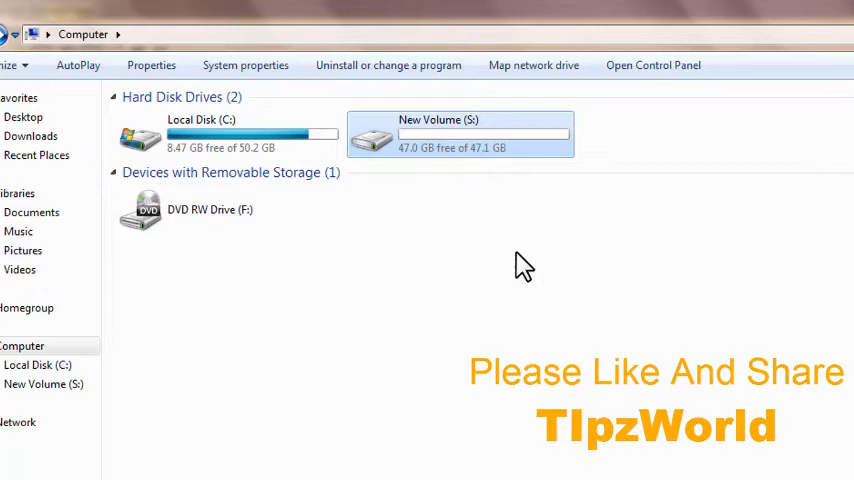 Computer
nize
AutoPlay
Properties
System properties
Uninstall or change a program
Map network drive
Open Control Panel
avorites
Desktop
Downloads
Recent Places
ibraries
Documents
Music
Pictures
Videos
Homegroup
Computer
Local Disk (C:)
New Volume (S:)
Network
Hard Disk Drives (2)
Local Disk (C:)
8.47 GB free of 50.2 GB
New Volume (S:)
47.0 GB free of 47.1 GB
Devices with Removable Storage (1)
DVD
DVD RW Drive (F:)
Please Like And Share
TIpzWorld